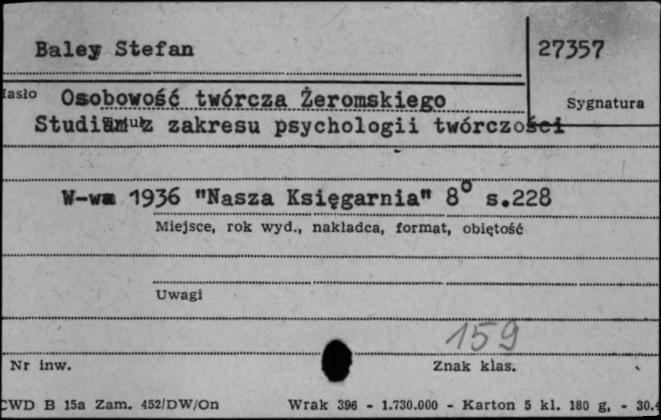 Baley Stefan
27357
Hasło Osobowość twórcza Żeromskiego
Sygnatura
Studium z zakresu psychologii twórczości
W-wa 1936 "Nasza Księgarnia" 8° s.228
Miejsce, rok wyd., nakładca, format, objętość
Uwagi
159
Nr inw.
Znak klas.
CWD B 15a Zam. 452/DW/On Wrak 396 - 1.730.000 - Karton 5 kl. 180 g. - 30.4